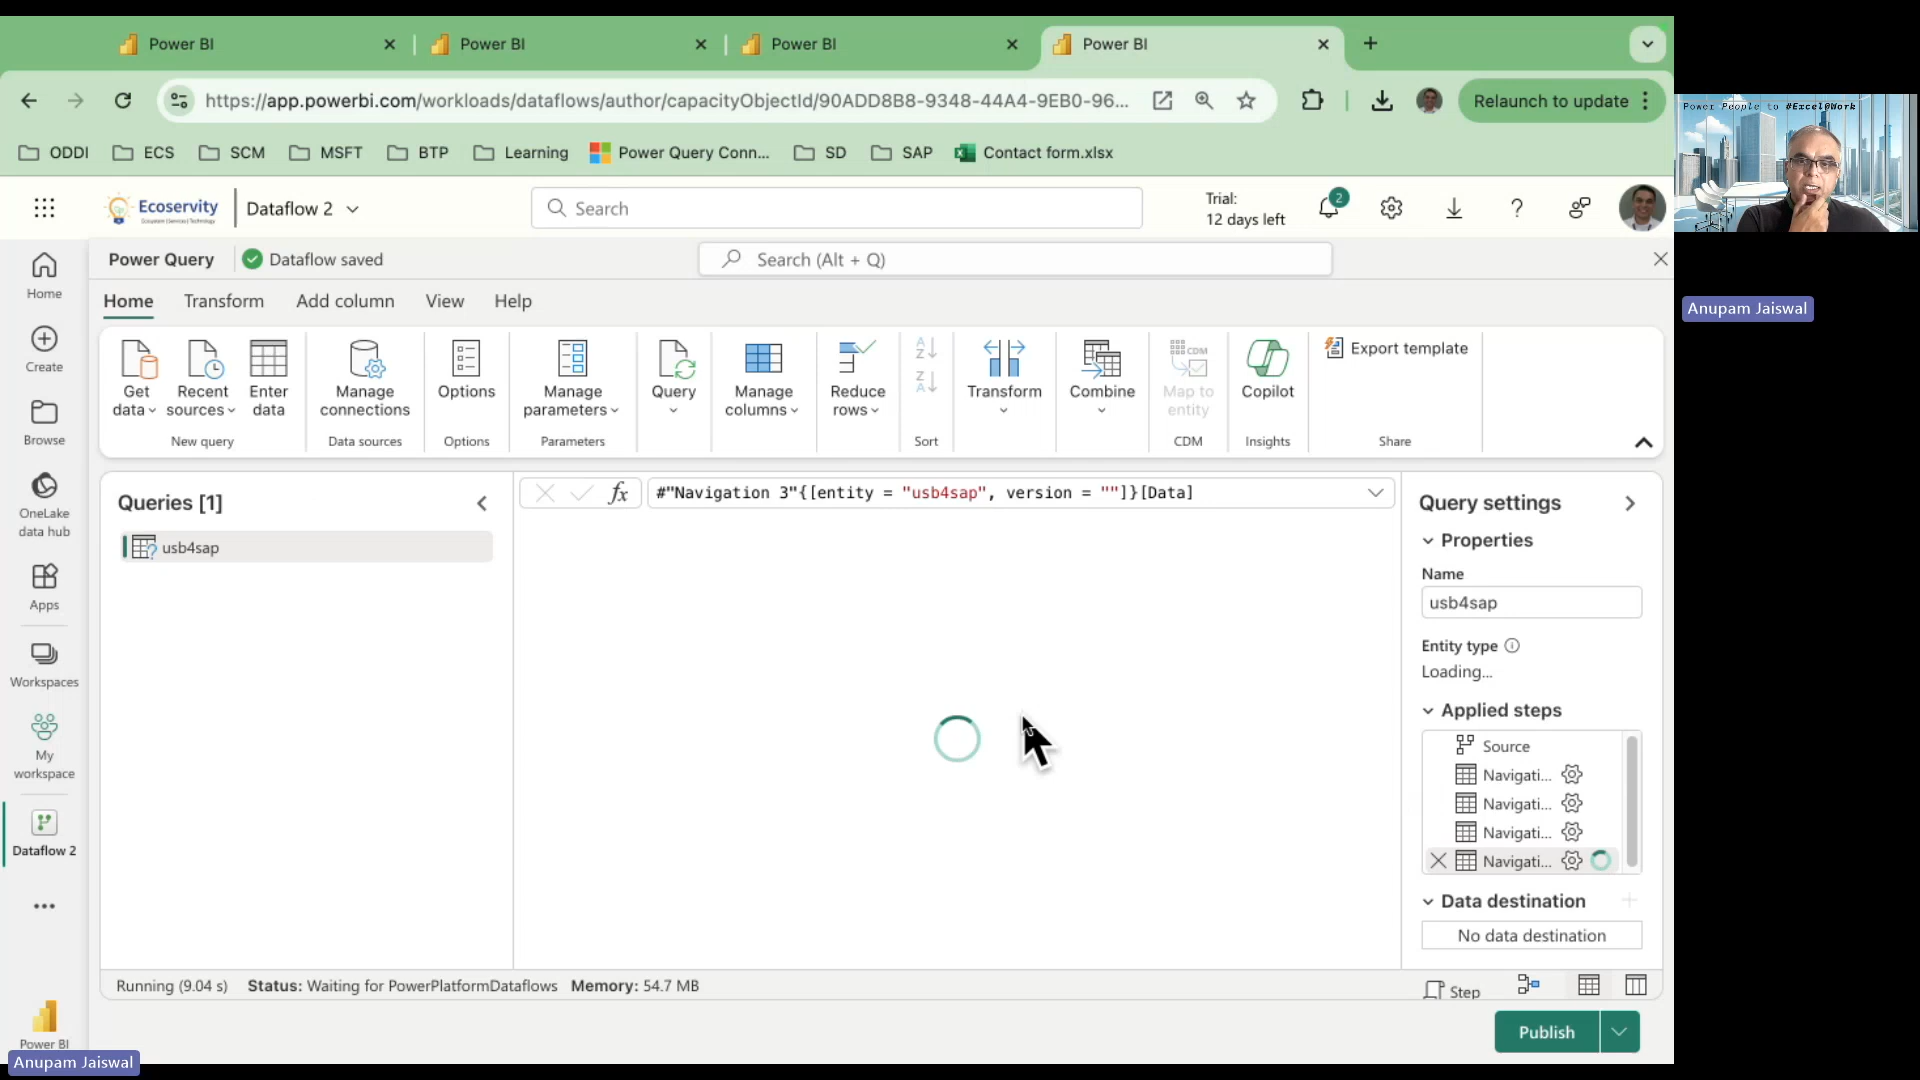 Power BI
Power BI
Power BI
Power BI
https://app.powerbi.com/workloads/dataflows/author/capacityObjectId/90ADD8B8-9348-44A4-9EB0-96...
Relaunch to update
ODDI
ECS
SCM
MSFT
BTP
Learning
Power Query Conn...
SD
SAP
Contact form.xlsx
Power People to #Excel@Work
Ecoservity
Dataflow 2
Search
Trial:
12 days left
2
Power Query
Dataflow saved
Search (Alt + Q)
Home
Transform
Add column
View
Help
Get
data
Recent
sources
Enter
data
New query
Manage
connections
Data sources
Options
Options
Manage
parameters
Parameters
Query
Manage
columns
Reduce
rows
Sort
Transform
Combine
Map to
entity
CDM
Copilot
Insights
Export template
Share
Home
Create
Browse
OneLake
data hub
Apps
Workspaces
My
workspace
Dataflow 2
Power BI
Queries [1]
usb4sap
fx
#"Navigation 3"{[entity = "usb4sap", version = ""]}[Data]
Query settings
Properties
Name
usb4sap
Entity type
Loading...
Applied steps
Source
Navigati...
Navigati...
Navigati...
Navigati...
Data destination
No data destination
Running (9.04 s)
Status: Waiting for PowerPlatformDataflows
Memory: 54.7 MB
Step
Publish
Anupam Jaiswal
Anupam Jaiswal